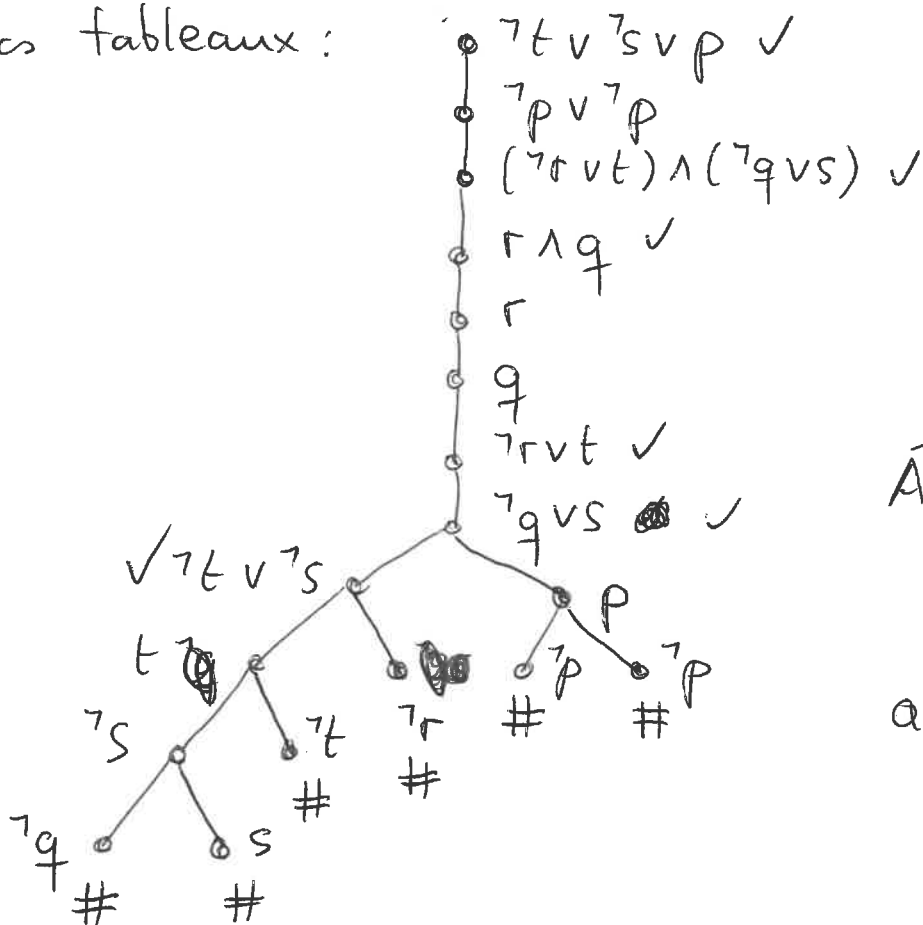 tableaux: ¬t ∨ ¬s ∨ p ✓
¬p ∨ ¬p
(¬r ∨ t) ∧ (¬q ∨ s) ✓
r ∧ q ✓
r
q
¬r ∨ t ✓
¬q ∨ s ✓
✓ ¬t ∨ ¬s p
t ¬r ¬p ¬p
# # #
¬s ¬t
#
¬q s
# #